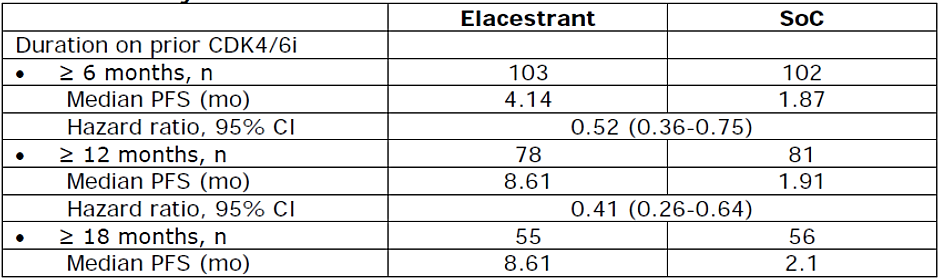 Elacestrant SoC
Duration on prior CDK4/6i
• ≥ 6 months, n 103 102
Median PFS (mo) 4.14 1.87
Hazard ratio, 95% CI 0.52 (0.36-0.75)
• ≥ 12 months, n 78 81
Median PFS (mo) 8.61 1.91
Hazard ratio, 95% CI 0.41 (0.26-0.64)
• ≥ 18 months, n 55 56
Median PFS (mo) 8.61 2.1